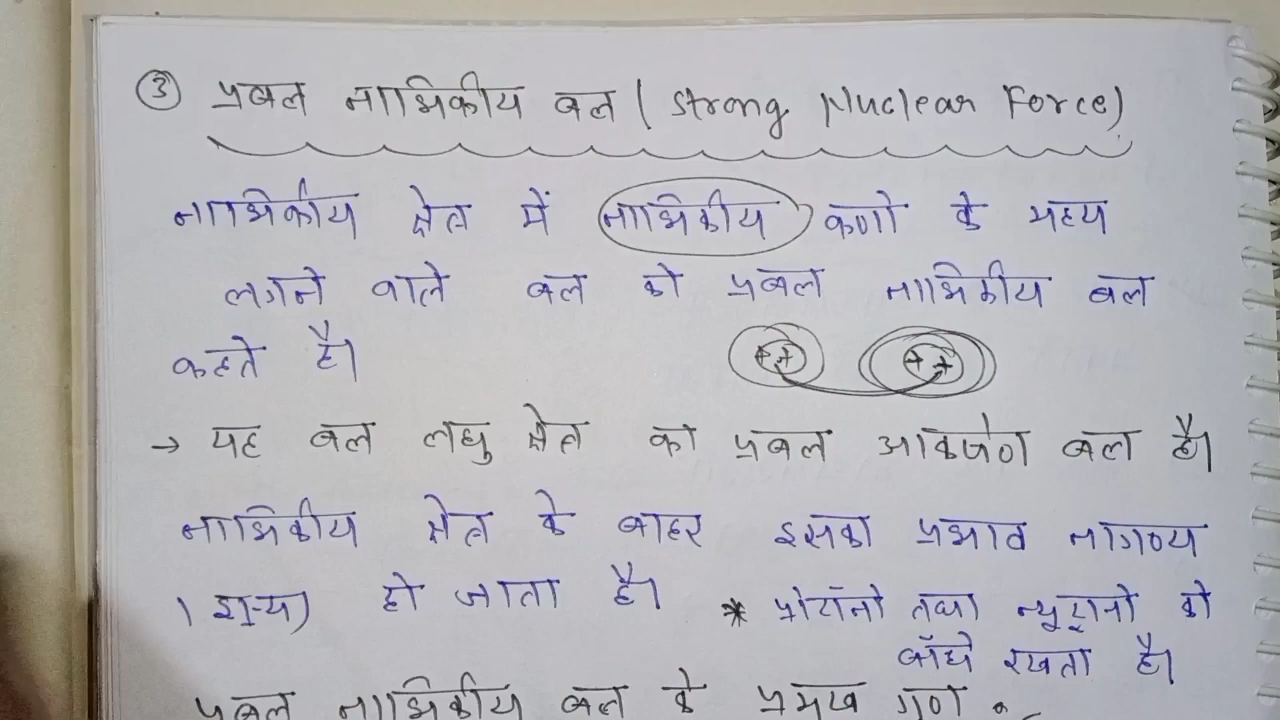 ③ प्रबल नाभिकीय बल ( Strong Nuclear Force)
नाभिकीय क्षेत्र में नाभिकीय कणो के मध्य
लगने वाले बल को प्रबल नाभिकीय बल
कहते है।
++ ++
→ यह बल लघु क्षेत्र का प्रबल आकर्षण बल है।
नाभिकीय क्षेत्र के बाहर इसका प्रभाव नागण्य
( शुन्य) हो जाता है।
* प्रोटॉनो तथा न्यूट्रानो को
बाँधे रखता है।
प्रबल नाभिकीय बल के प्रमुख गुण :